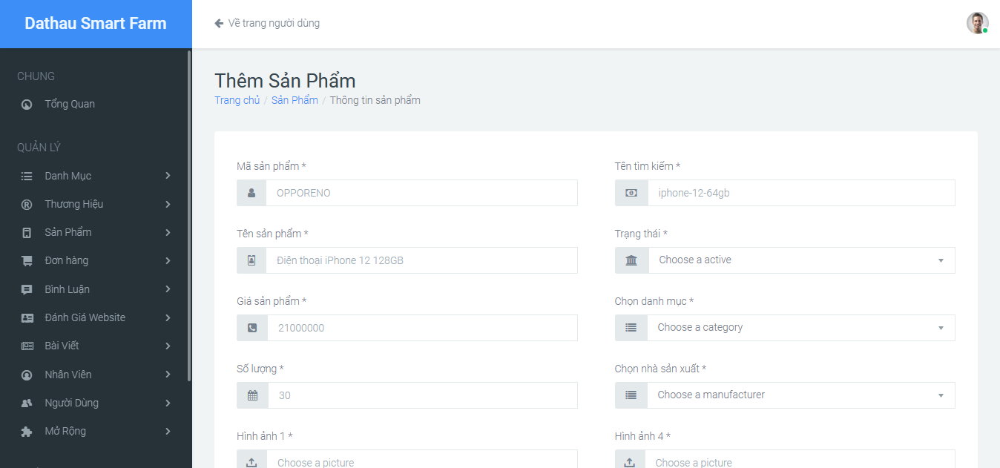 Dathau Smart Farm
Về trang người dùng
CHUNG
Tổng Quan
QUẢN LÝ
Danh Mục
Thương Hiệu
Sản Phẩm
Đơn hàng
Bình Luận
Đánh Giá Website
Bài Viết
Nhân Viên
Người Dùng
Mở Rộng
Thêm Sản Phẩm
Trang chủ / Sản Phẩm / Thông tin sản phẩm
Mã sản phẩm *
OPPORENO
Tên tìm kiếm *
iphone-12-64gb
Tên sản phẩm *
Điện thoại iPhone 12 128GB
Trạng thái *
Choose a active
Giá sản phẩm *
21000000
Chọn danh mục *
Choose a category
Số lượng *
30
Chọn nhà sản xuất *
Choose a manufacturer
Hình ảnh 1 *
Choose a picture
Hình ảnh 4 *
Choose a picture